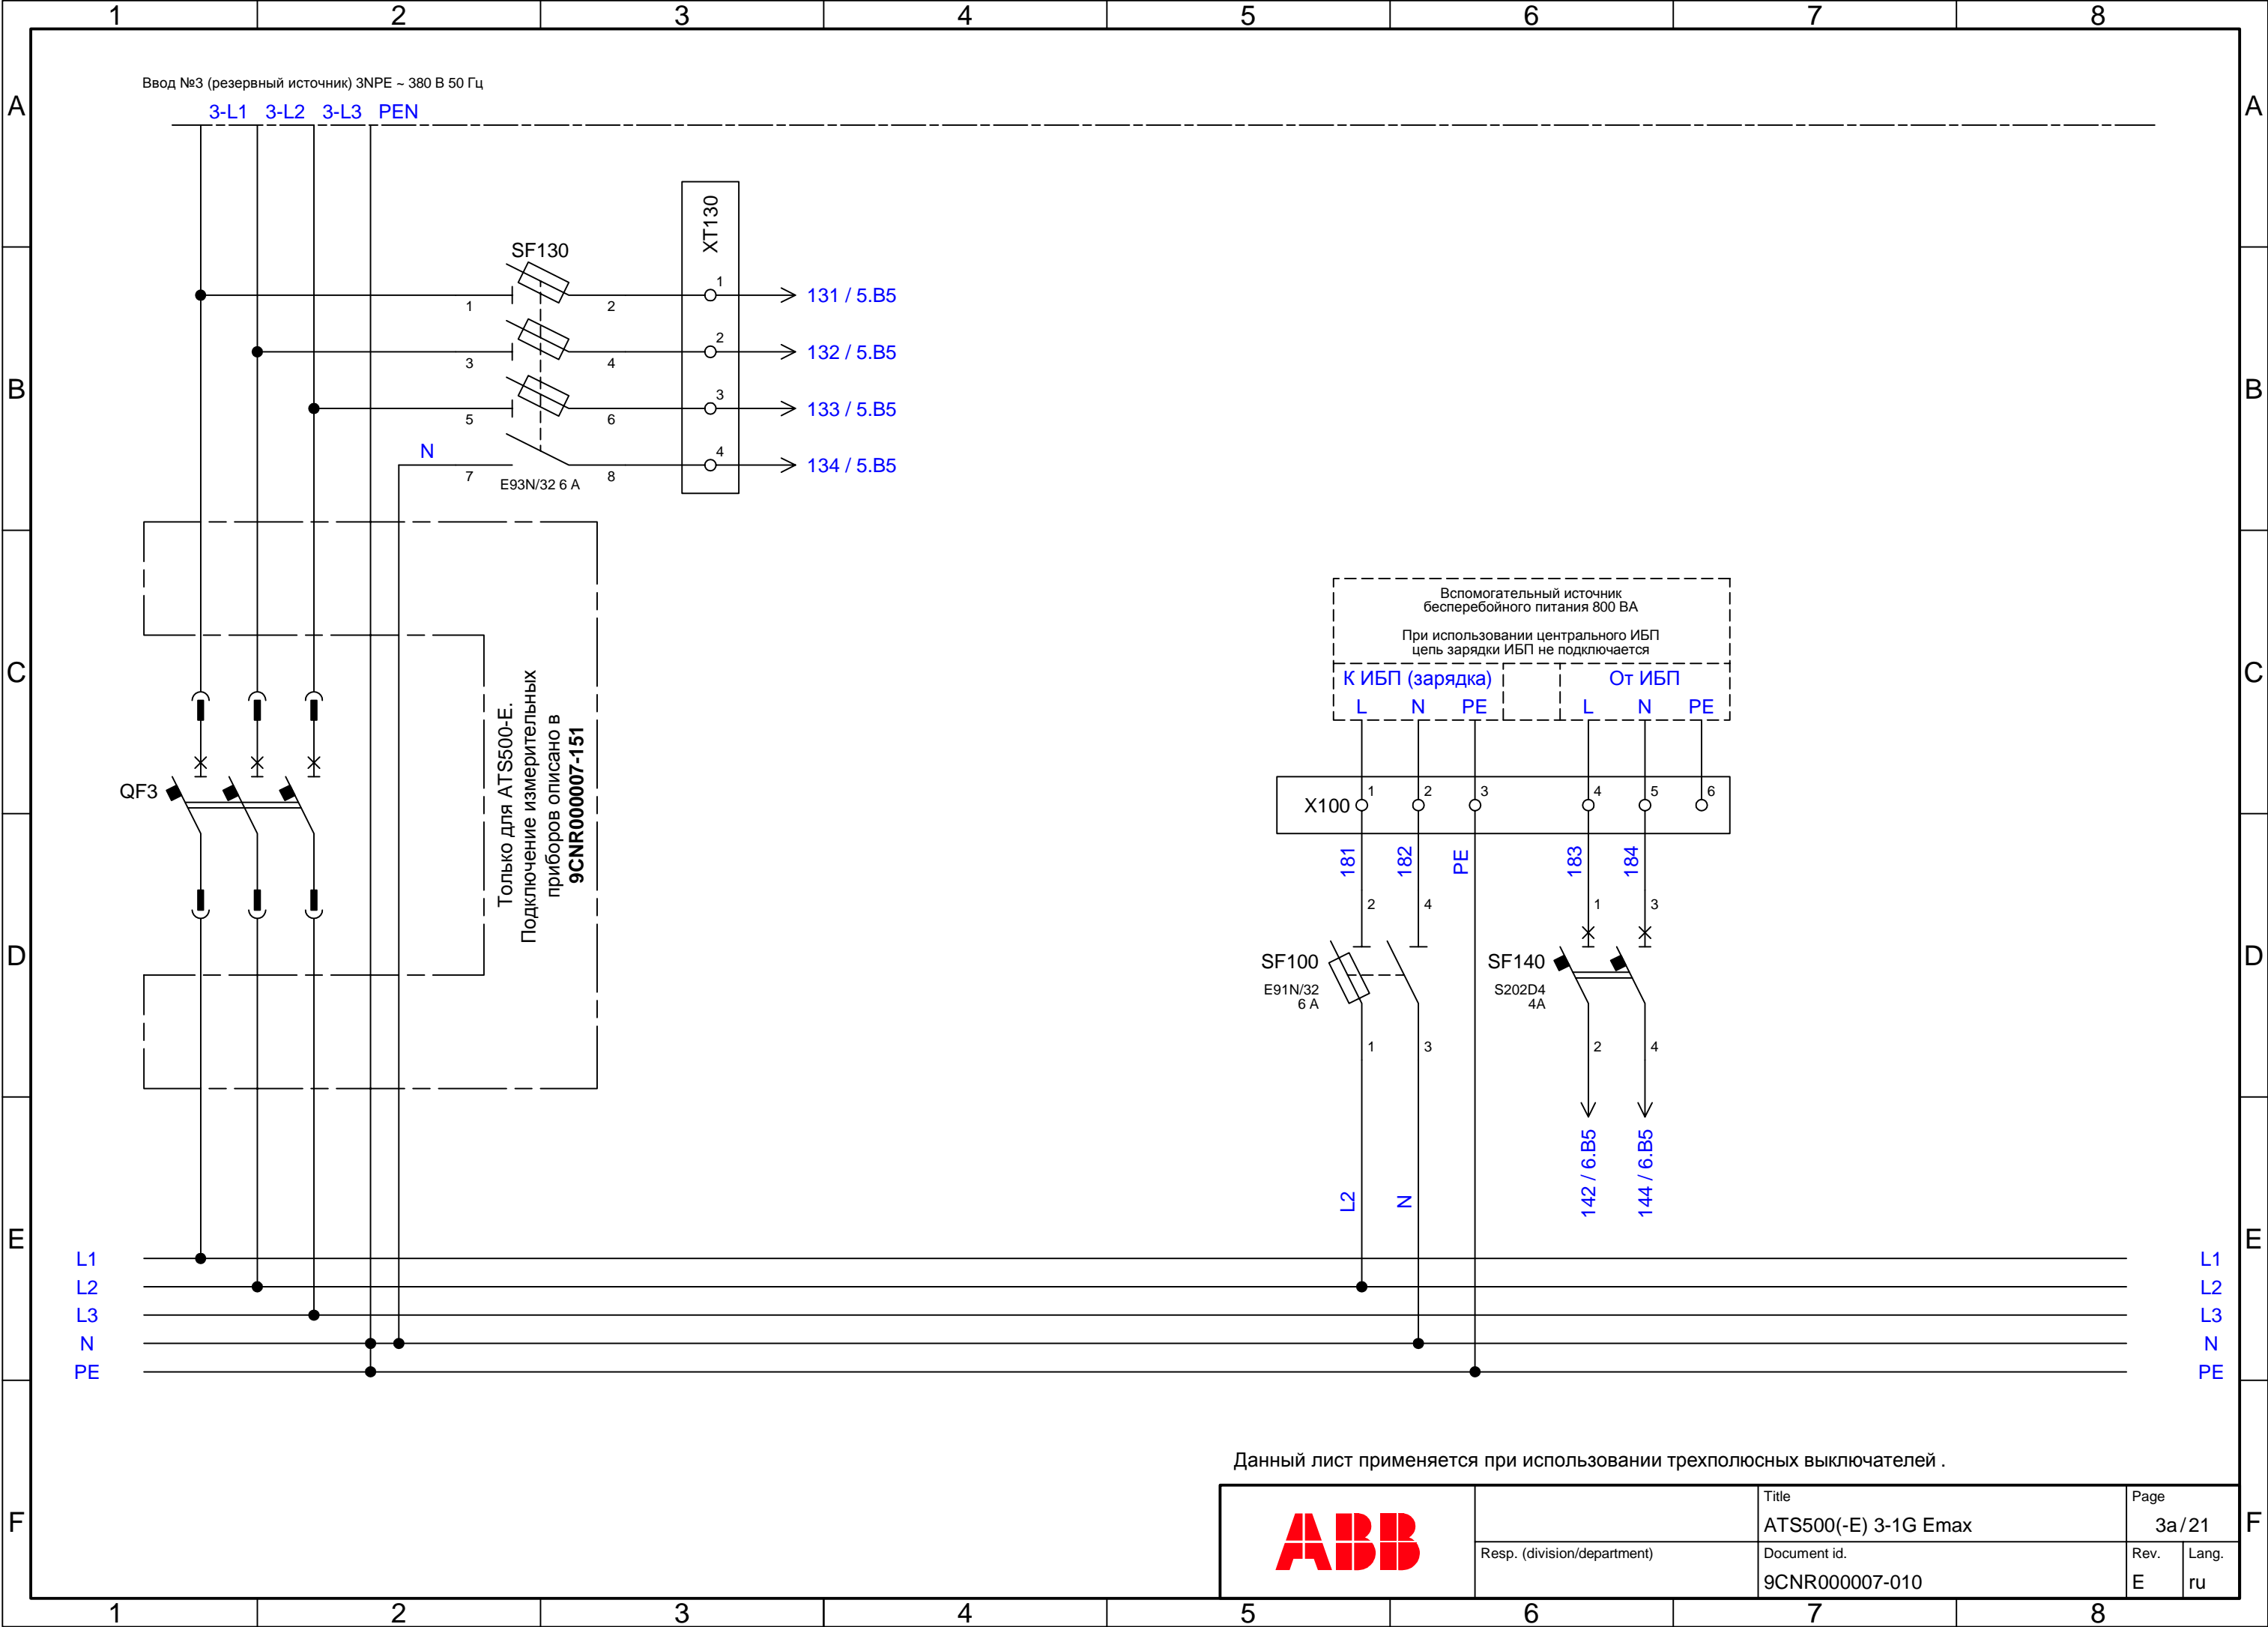 1 2 3 4 5 6 7 8
Ввод №3 (резервный источник) 3NPE ~ 380 В 50 Гц
A A
3-L1 3-L2 3-L3 PEN
XT130
SF130
1 2 1 131 / 5.B5
3 4 2 132 / 5.B5
B B
5 6 3 133 / 5.B5
N
7 8 4 134 / 5.B5
E93N/32 6 A
Вспомогательный источник
бесперебойного питания 800 ВА
При использовании центрального ИБП
цепь зарядки ИБП не подключается
C C
К ИБП (зарядка) От ИБП
L N PE L N PE
Только для ATS500-E.
Подключение измерительных
приборов описано в
9CNR000007-151
QF3
X100 1 2 3 4 5 6
181 182 PE 183 184
2 4 1 3
D D
SF100
E91N/32
6 A
SF140
S202D4
4A
1 3 2 4
142 / 6.B5
144 / 6.B5
L2 N
E E
L1 L1
L2 L2
L3 L3
N N
PE PE
Данный лист применяется при использовании трехполюсных выключателей .
F F
ABB
Title
ATS500(-E) 3-1G Emax
Page
3a / 21
Resp. (division/department)
Document id.
9CNR000007-010
Rev.
E
Lang.
ru
1 2 3 4 5 6 7 8